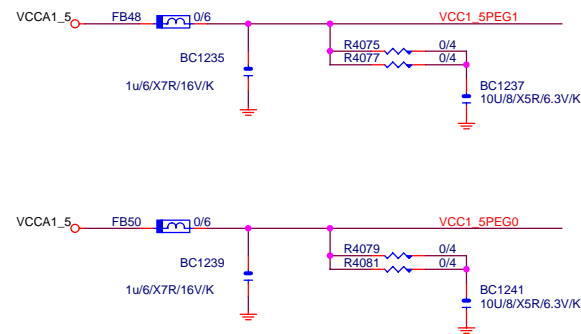 VCCA1_5 FB48 0/6 VCC1_5PEG1
R4075 0/4
BC1235 R4077 0/4
1u/6/X7R/16V/K BC1237
10U/8/X5R/6.3V/K
VCCA1_5 FB50 0/6 VCC1_5PEG0
R4079 0/4
BC1239 R4081 0/4
1u/6/X7R/16V/K BC1241
10U/8/X5R/6.3V/K